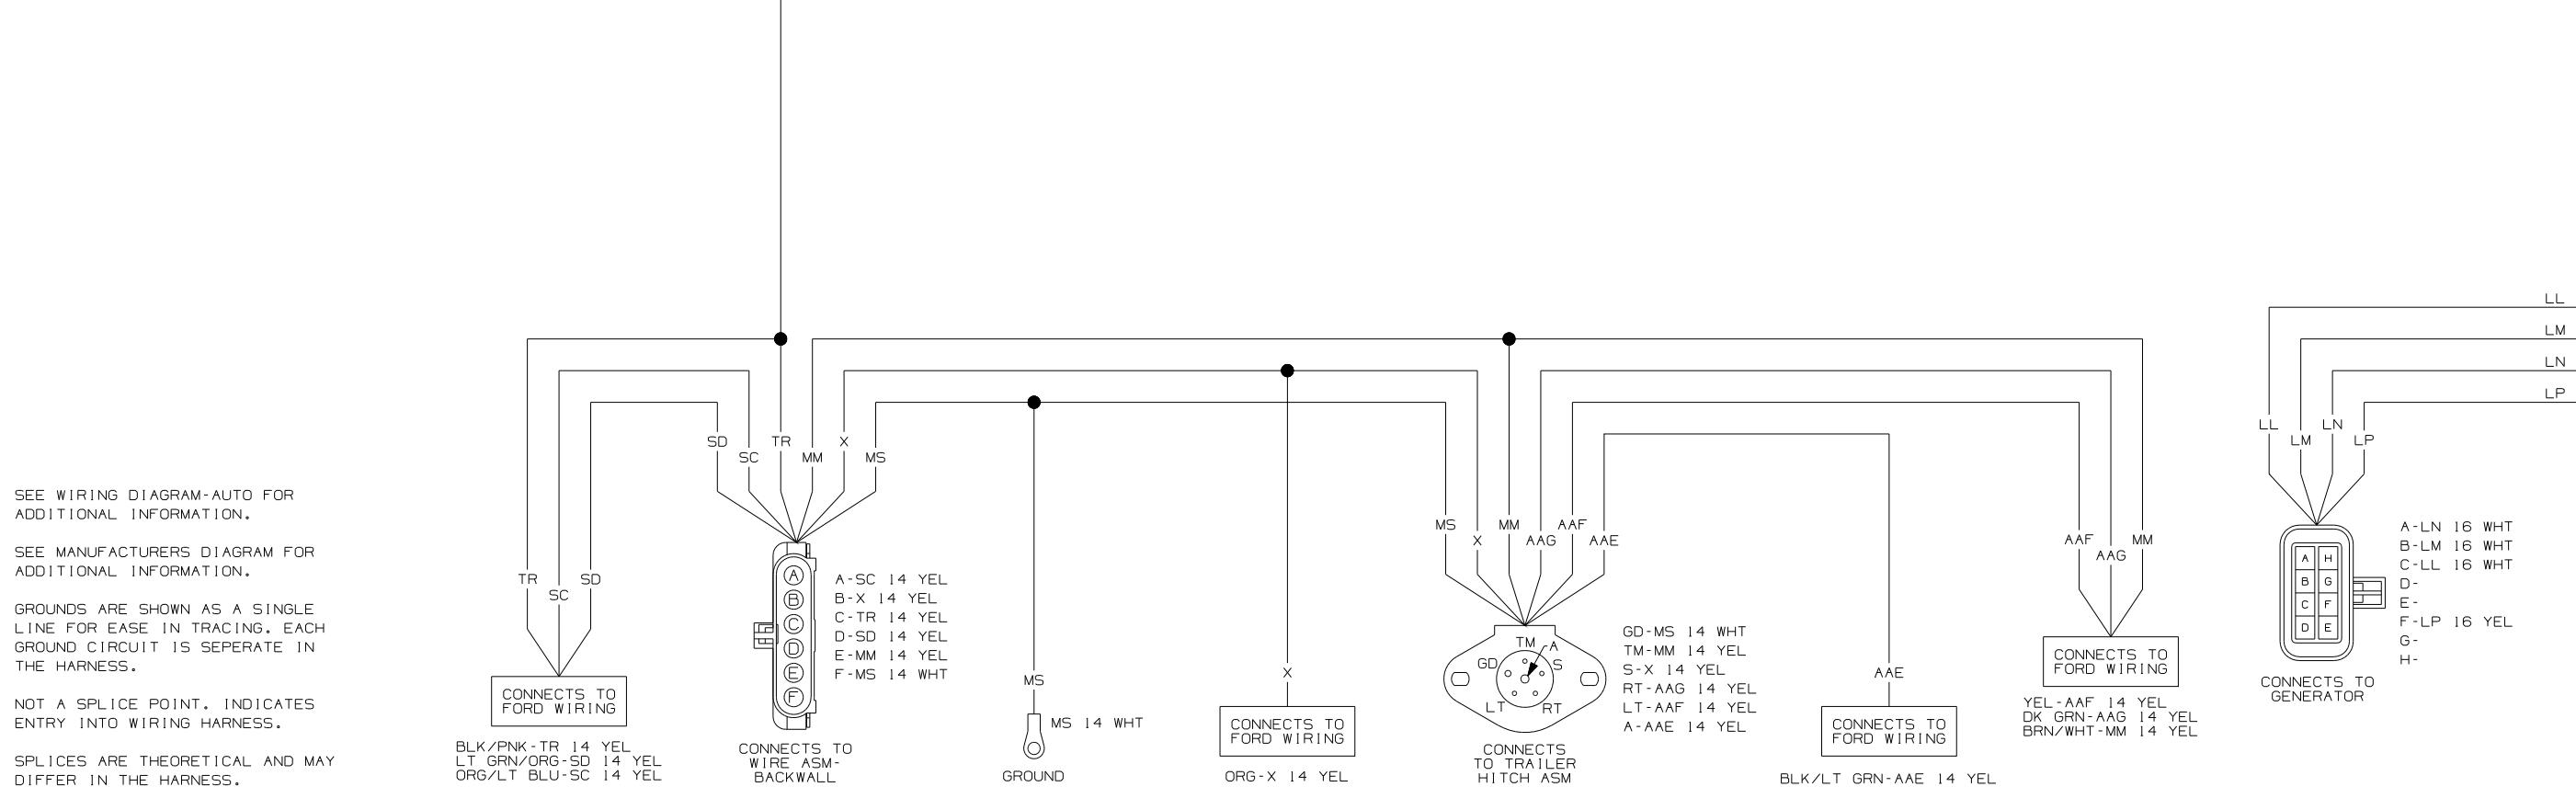 LL
LM
LN
LP
LL
LM
LN
LP
SD
SC
TR
MM
X
MS
SEE WIRING DIAGRAM-AUTO FOR
ADDITIONAL INFORMATION.
SEE MANUFACTURERS DIAGRAM FOR
ADDITIONAL INFORMATION.
GROUNDS ARE SHOWN AS A SINGLE
LINE FOR EASE IN TRACING. EACH
GROUND CIRCUIT IS SEPERATE IN
THE HARNESS.
NOT A SPLICE POINT. INDICATES
ENTRY INTO WIRING HARNESS.
SPLICES ARE THEORETICAL AND MAY
DIFFER IN THE HARNESS.
TR
SC
SD
CONNECTS TO
FORD WIRING
BLK/PNK-TR 14 YEL
LT GRN/ORG-SD 14 YEL
ORG/LT BLU-SC 14 YEL
A
B
C
D
E
F
A-SC 14 YEL
B-X 14 YEL
C-TR 14 YEL
D-SD 14 YEL
E-MM 14 YEL
F-MS 14 WHT
CONNECTS TO
WIRE ASM-
BACKWALL
MS
MS 14 WHT
GROUND
X
CONNECTS TO
FORD WIRING
ORG-X 14 YEL
MS
X
MM
AAG
AAF
AAE
TM
A
GD
S
LT
RT
GD-MS 14 WHT
TM-MM 14 YEL
S-X 14 YEL
RT-AAG 14 YEL
LT-AAF 14 YEL
A-AAE 14 YEL
CONNECTS
TO TRAILER
HITCH ASM
AAE
CONNECTS TO
FORD WIRING
BLK/LT GRN-AAE 14 YEL
AAF
AAG
MM
CONNECTS TO
FORD WIRING
YEL-AAF 14 YEL
DK GRN-AAG 14 YEL
BRN/WHT-MM 14 YEL
A H
B G
C F
D E
A-LN 16 WHT
B-LM 16 WHT
C-LL 16 WHT
D-
E-
F-LP 16 YEL
G-
H-
CONNECTS TO
GENERATOR